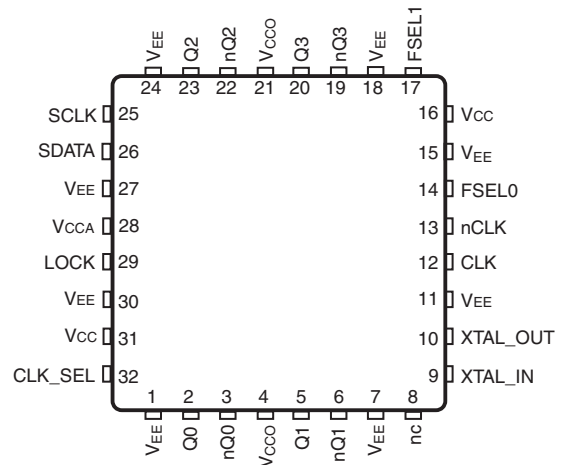 VEE Q2 nQ2 VCCO Q3 nQ3 VEE FSEL1
24 23 22 21 20 19 18 17
SCLK 25 16 VCC
SDATA 26 15 VEE
VEE 27 14 FSEL0
VCCA 28 13 nCLK
LOCK 29 12 CLK
VEE 30 11 VEE
VCC 31 10 XTAL_OUT
CLK_SEL 32 9 XTAL_IN
1 2 3 4 5 6 7 8
VEE Q0 nQ0 VCCO Q1 nQ1 VEE nc